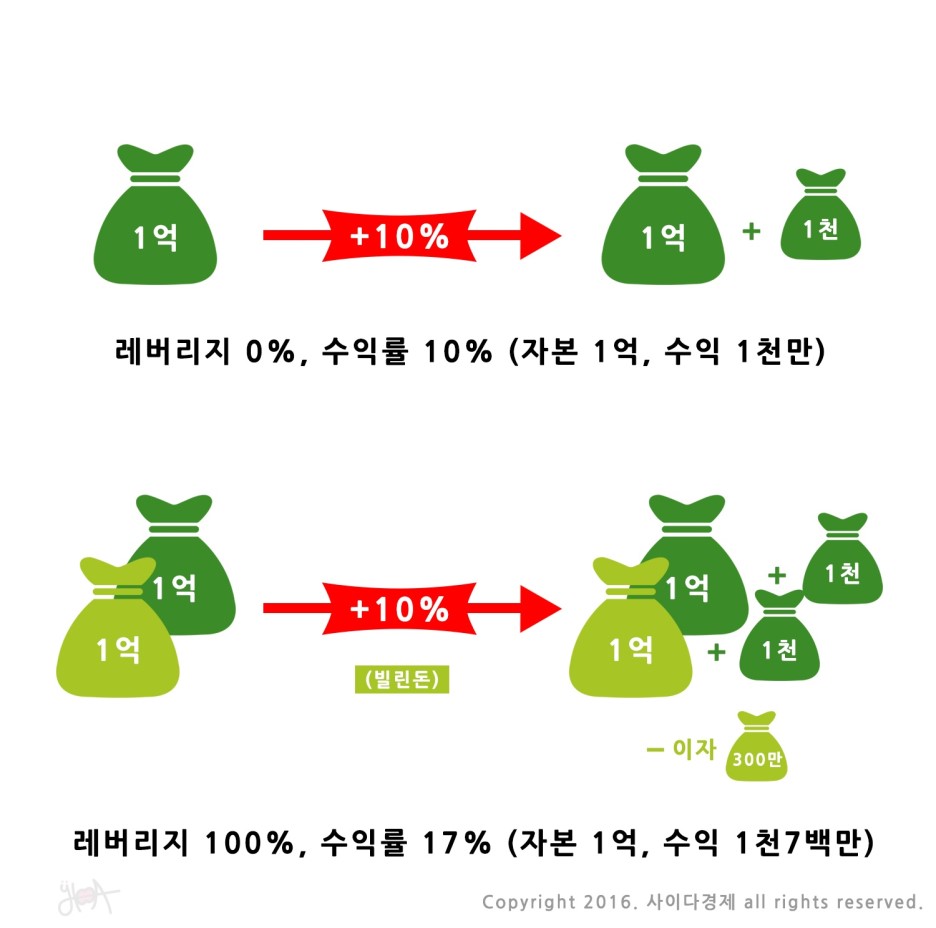 1억
+10%
1억 + 1천
레버리지 0%, 수익률 10% (자본 1억, 수익 1천만)
1억
1억
+10%
(빌린돈)
1억 + 1천
1억 + 1천
– 이자 300만
레버리지 100%, 수익률 17% (자본 1억, 수익 1천7백만)
Copyright 2016. 사이다경제 all rights reserved.